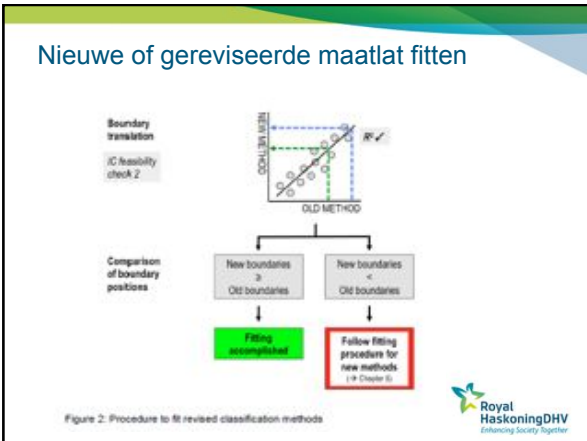 Nieuwe of gereviseerde maatlat fitten
Boundary
translation
IC feasibility
check 2
NEW METHOD
R² ✓
OLD METHOD
Comparison
of boundary
positions
New boundaries
≥
Old boundaries
New boundaries
<
Old boundaries
Fitting
accomplished
Follow fitting
procedure for
new methods
(→ Chapter 5)
Figure 2: Procedure to fit revised classification methods
Royal
HaskoningDHV
Enhancing Society Together